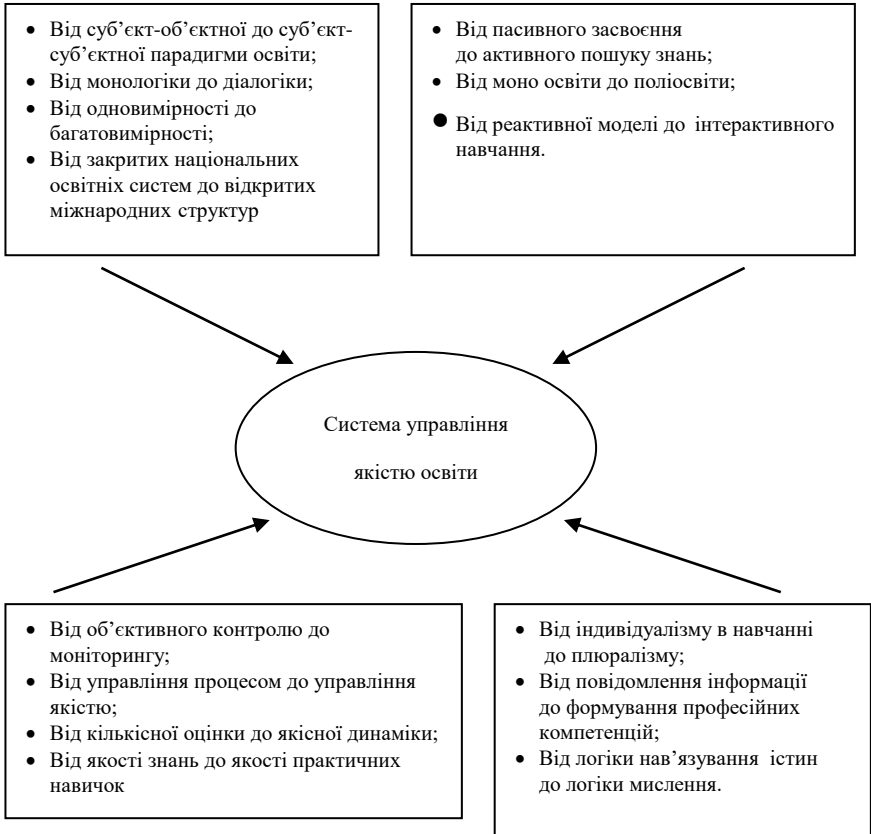 • Від суб’єкт-об’єктної до суб’єкт-
суб’єктної парадигми освіти;
• Від монологіки до діалогіки;
• Від одновимірності до
багатовимірності;
• Від закритих національних
освітніх систем до відкритих
міжнародних структур
• Від пасивного засвоєння
до активного пошуку знань;
• Від моно освіти до поліосвіти;
• Від реактивної моделі до інтерактивного
навчання.
Система управління
якістю освіти
• Від об’єктивного контролю до
моніторингу;
• Від управління процесом до управління
якістю;
• Від кількісної оцінки до якісної динаміки;
• Від якості знань до якості практичних
навичок
• Від індивідуалізму в навчанні
до плюралізму;
• Від повідомлення інформації
до формування професійних
компетенцій;
• Від логіки нав’язування істин
до логіки мислення.